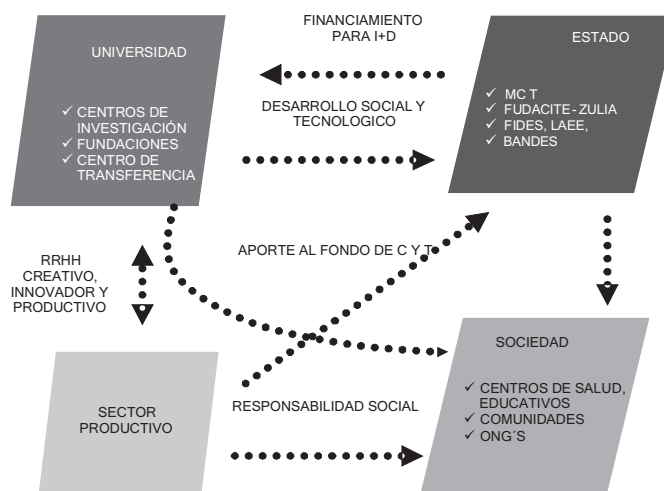 FINANCIAMIENTO
PARA I+D
UNIVERSIDAD
ESTADO
✓ CENTROS DE
INVESTIGACIÓN
✓ FUNDACIONES
✓ CENTRO DE
TRANSFERENCIA
DESARROLLO SOCIAL Y
TECNOLOGICO
✓ MC T
✓ FUDACITE-ZULIA
✓ FIDES, LAEE,
✓ BANDES
RRHH
CREATIVO,
INNOVADOR Y
PRODUCTIVO
APORTE AL FONDO DE C Y T
SOCIEDAD
✓ CENTROS DE SALUD,
EDUCATIVOS
✓ COMUNIDADES
✓ ONG´S
SECTOR
PRODUCTIVO
RESPONSABILIDAD SOCIAL